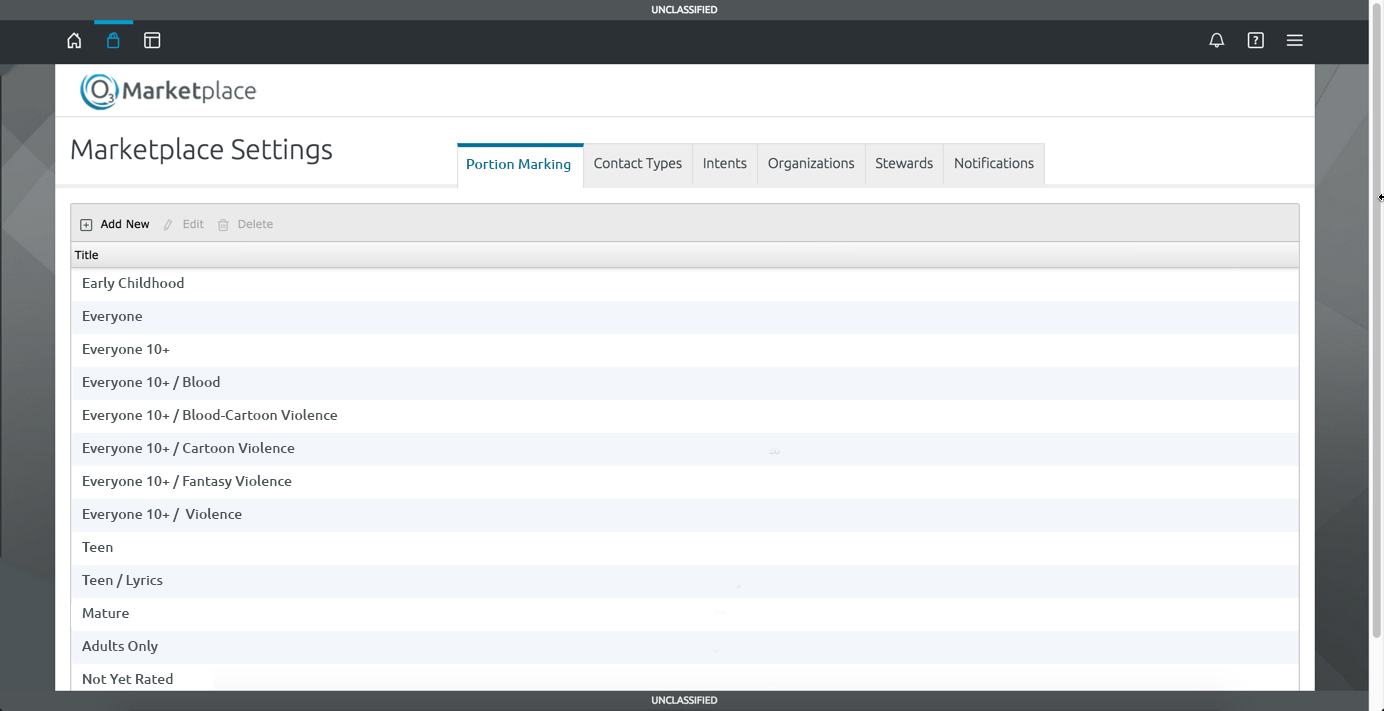 UNCLASSIFIED
?
O3 Marketplace
Marketplace Settings
Portion Marking Contact Types Intents Organizations Stewards Notifications
Add New Edit Delete
Title
Early Childhood
Everyone
Everyone 10+
Everyone 10+ / Blood
Everyone 10+ / Blood-Cartoon Violence
Everyone 10+ / Cartoon Violence
Everyone 10+ / Fantasy Violence
Everyone 10+ / Violence
Teen
Teen / Lyrics
Mature
Adults Only
Not Yet Rated
UNCLASSIFIED